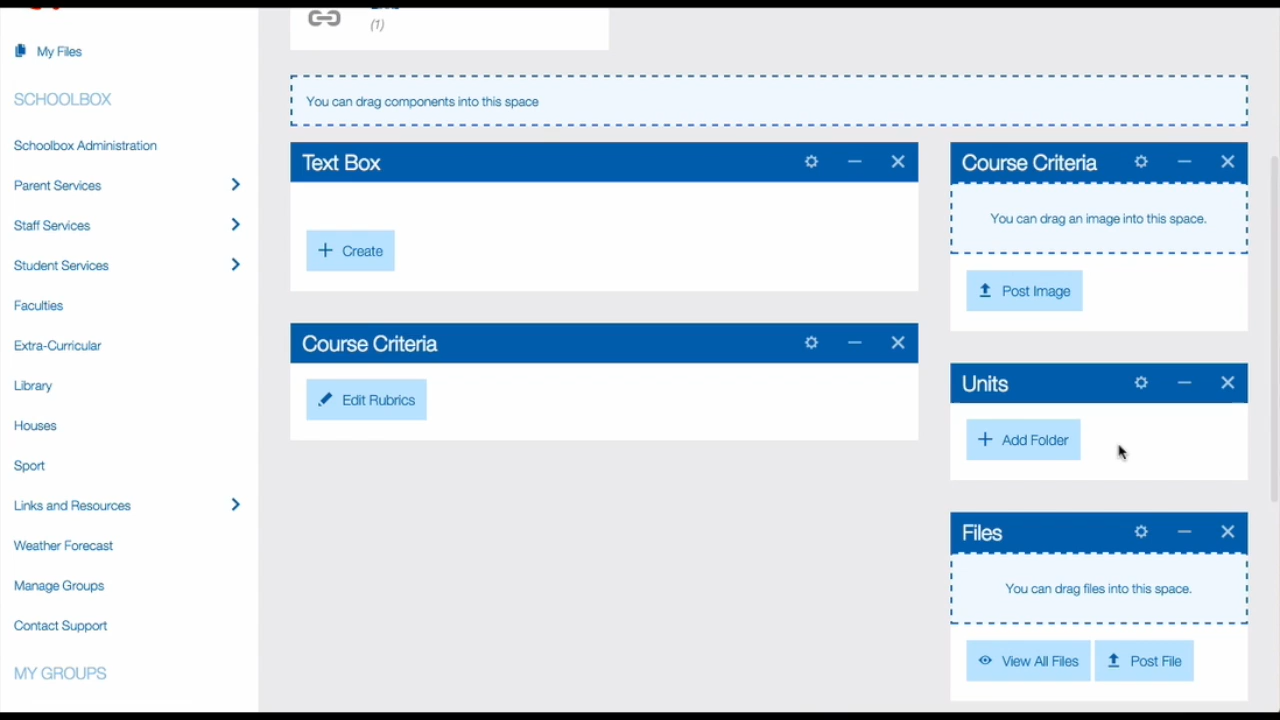 (1)
My Files
SCHOOLBOX
Schoolbox Administration
Parent Services
Staff Services
Student Services
Faculties
Extra-Curricular
Library
Houses
Sport
Links and Resources
Weather Forecast
Manage Groups
Contact Support
MY GROUPS
You can drag components into this space
Text Box
Create
Course Criteria
Edit Rubrics
Course Criteria
You can drag an image into this space.
Post Image
Units
Add Folder
Files
You can drag files into this space.
View All Files
Post File